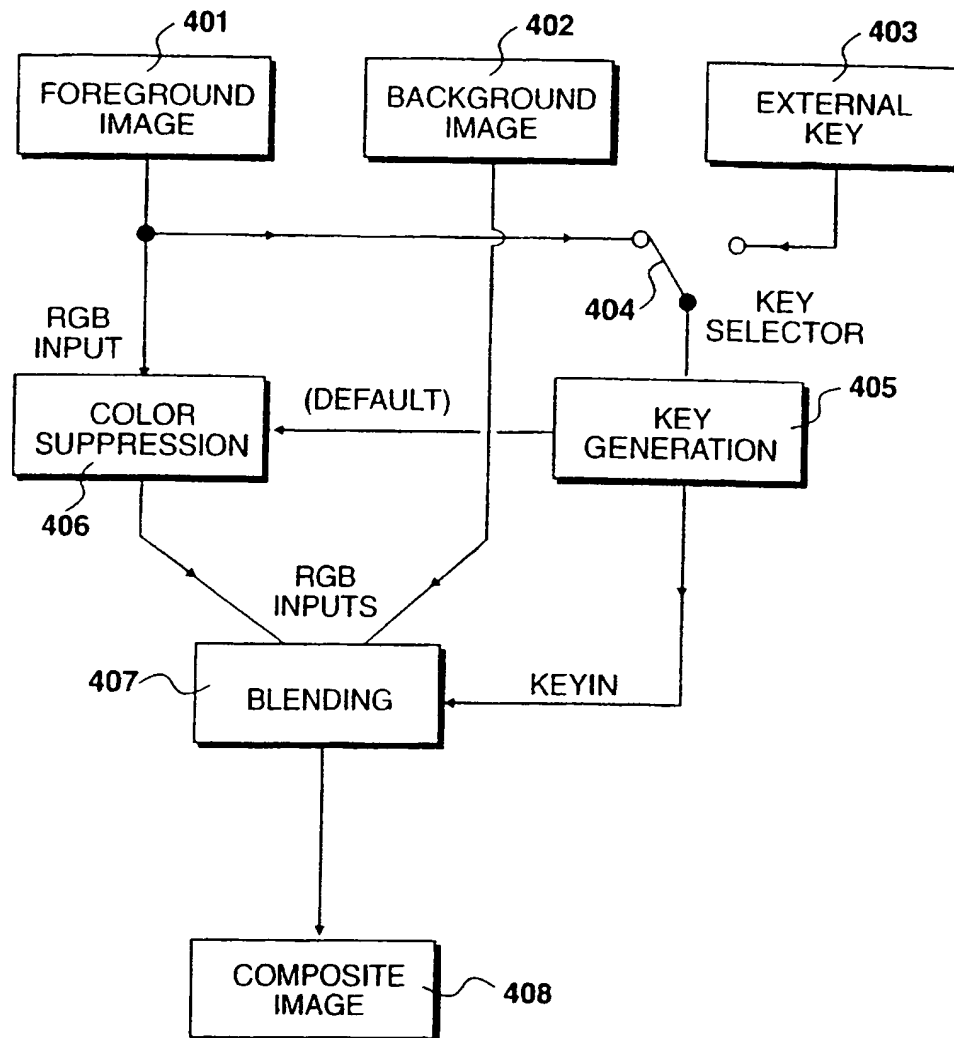 401
402
403
FOREGROUND
IMAGE
BACKGROUND
IMAGE
EXTERNAL
KEY
404
KEY
SELECTOR
RGB
INPUT
(DEFAULT)
405
COLOR
SUPPRESSION
KEY
GENERATION
406
RGB
INPUTS
407
BLENDING
KEYIN
COMPOSITE
IMAGE
408